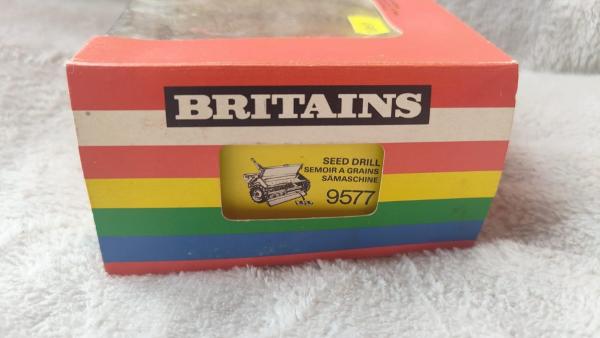 BRITAINS
SEED DRILL
SEMOIR A GRAINS
SÄMASCHINE
9577